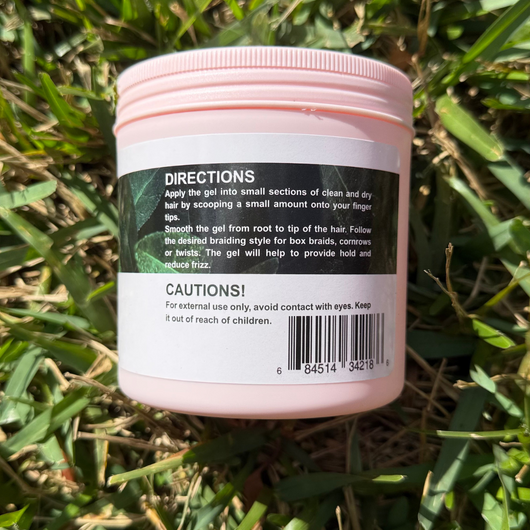 DIRECTIONS
Apply the gel into small sections of clean and dry
hair by scooping a small amount onto your finger
tips.
Smooth the gel from root to tip of the hair. Follow
the desired braiding style for box braids, cornrows
or twists. The gel will help to provide hold and
reduce frizz.
CAUTIONS!
For external use only, avoid contact with eyes. Keep
it out of reach of children.
6 84514 34218